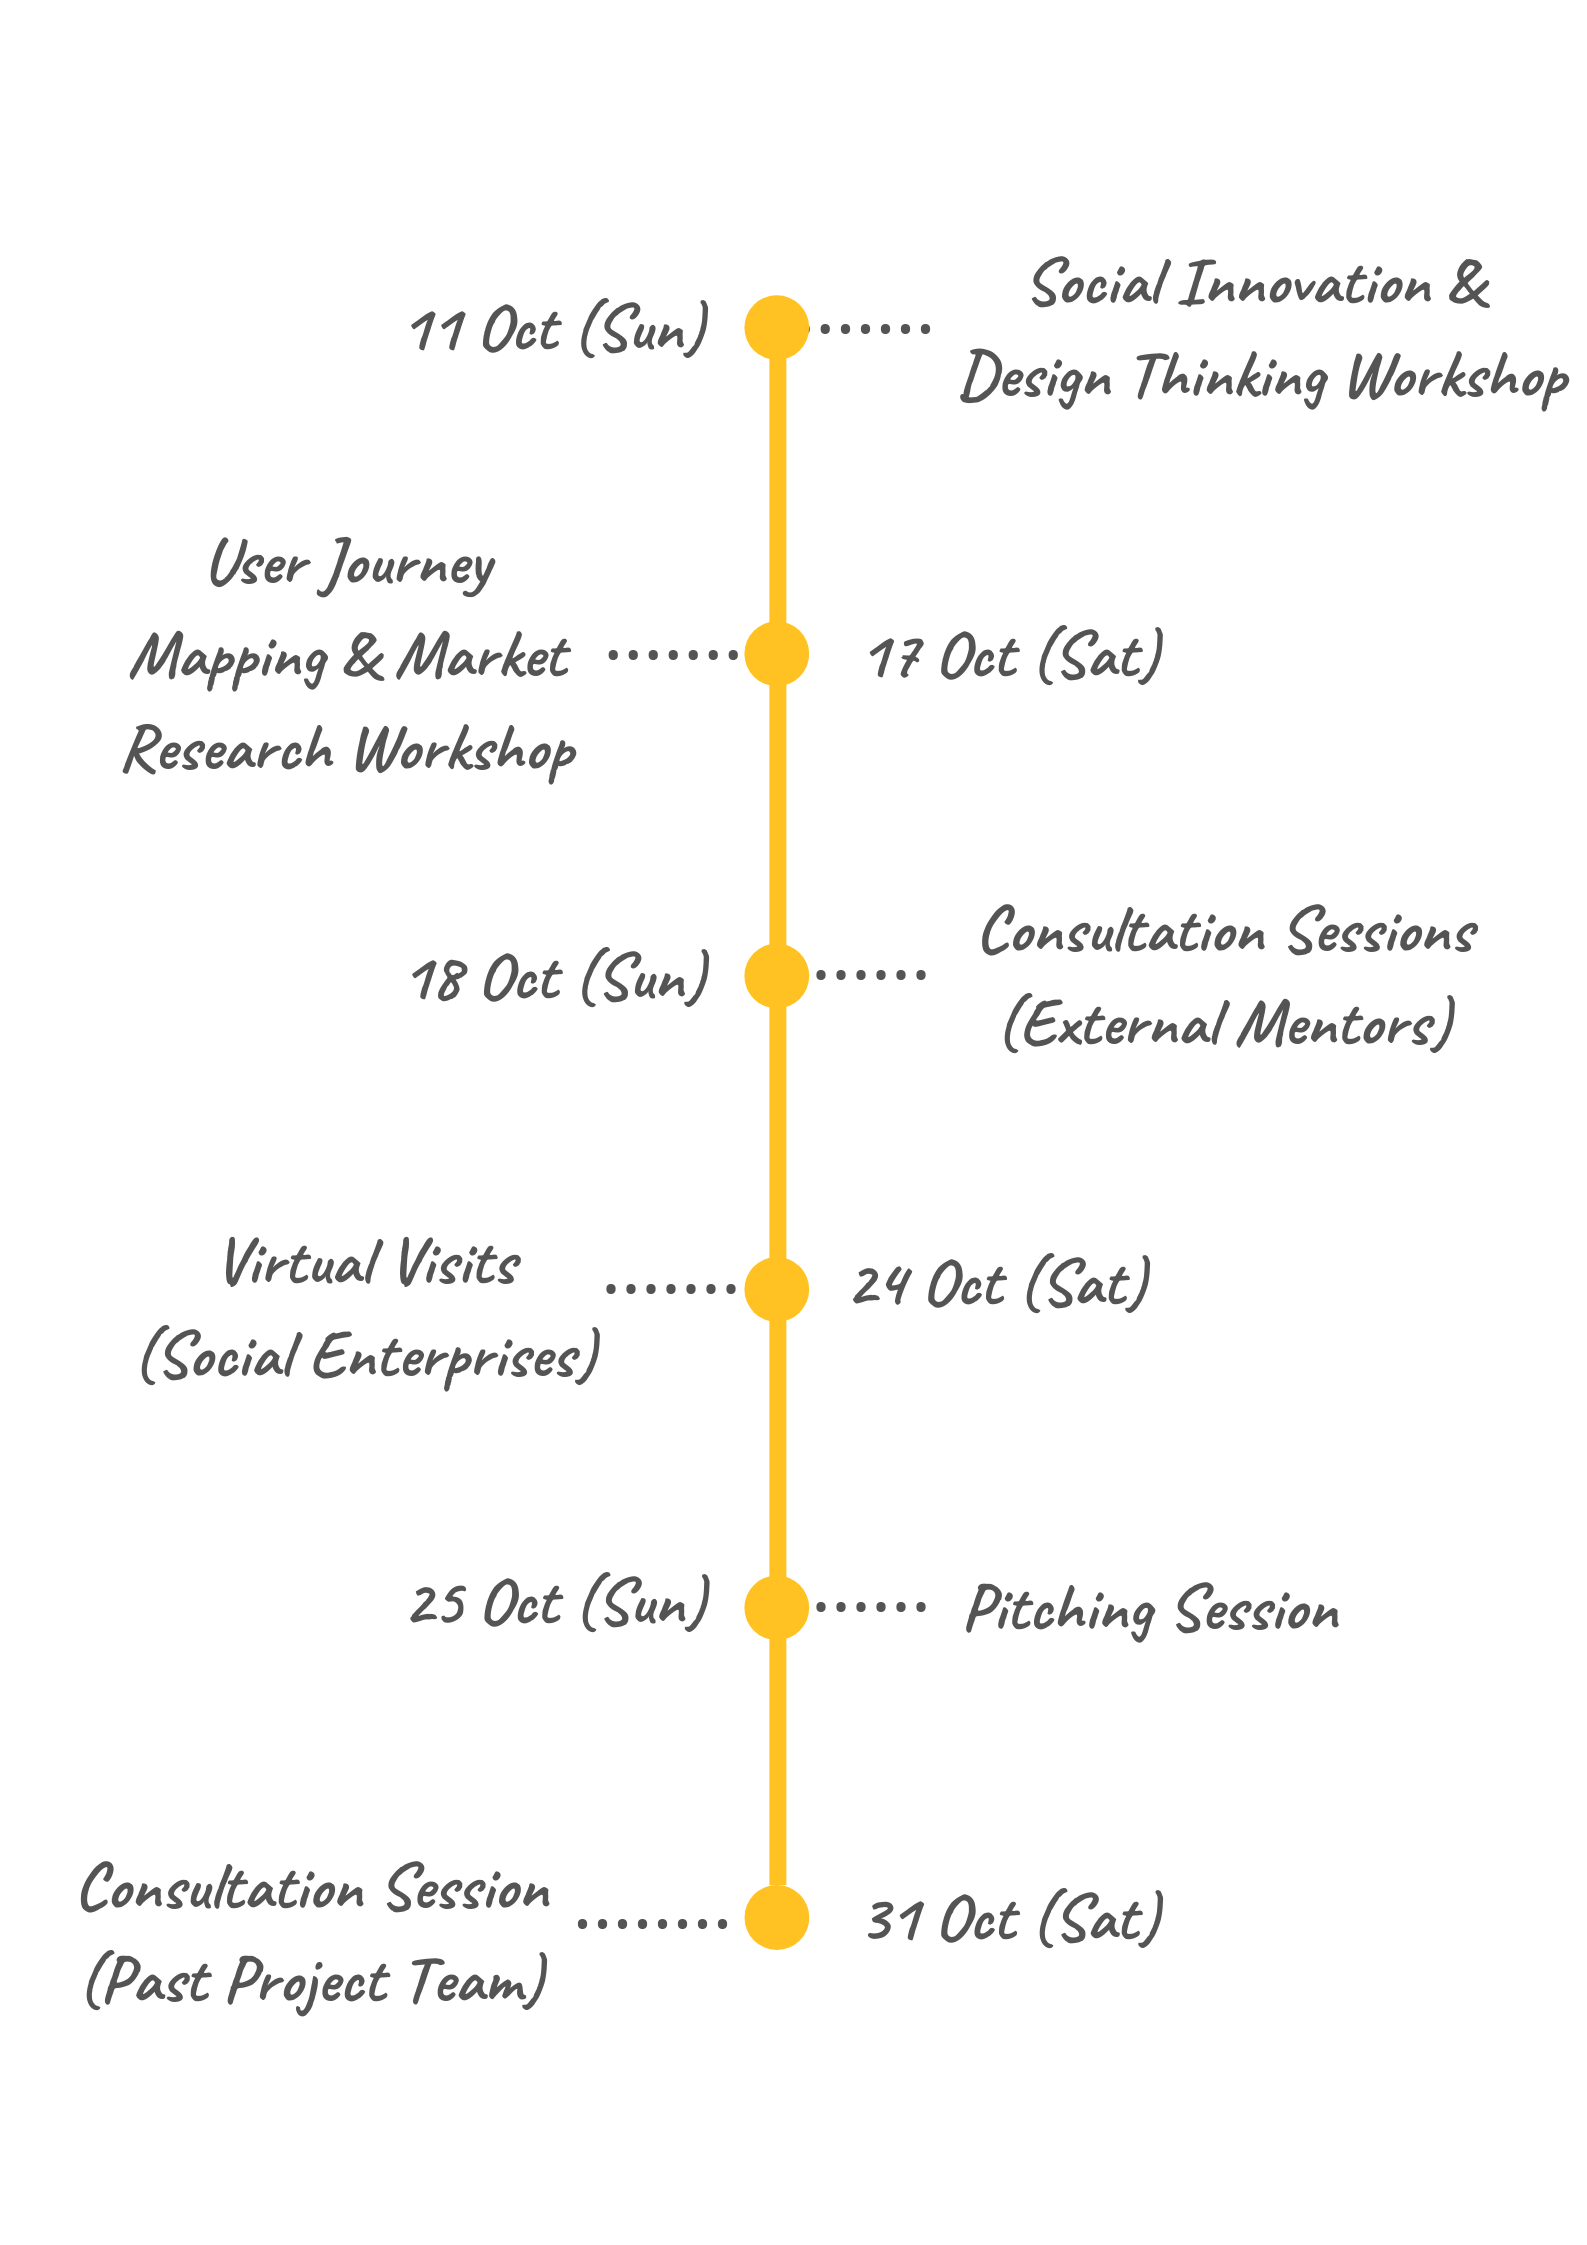 11 Oct (Sun)
Social Innovation &
Design Thinking Workshop
User Journey
Mapping & Market
Research Workshop
17 Oct (Sat)
18 Oct (Sun)
Consultation Sessions
(External Mentors)
Virtual Visits
(Social Enterprises)
24 Oct (Sat)
25 Oct (Sun)
Pitching Session
Consultation Session
(Past Project Team)
31 Oct (Sat)